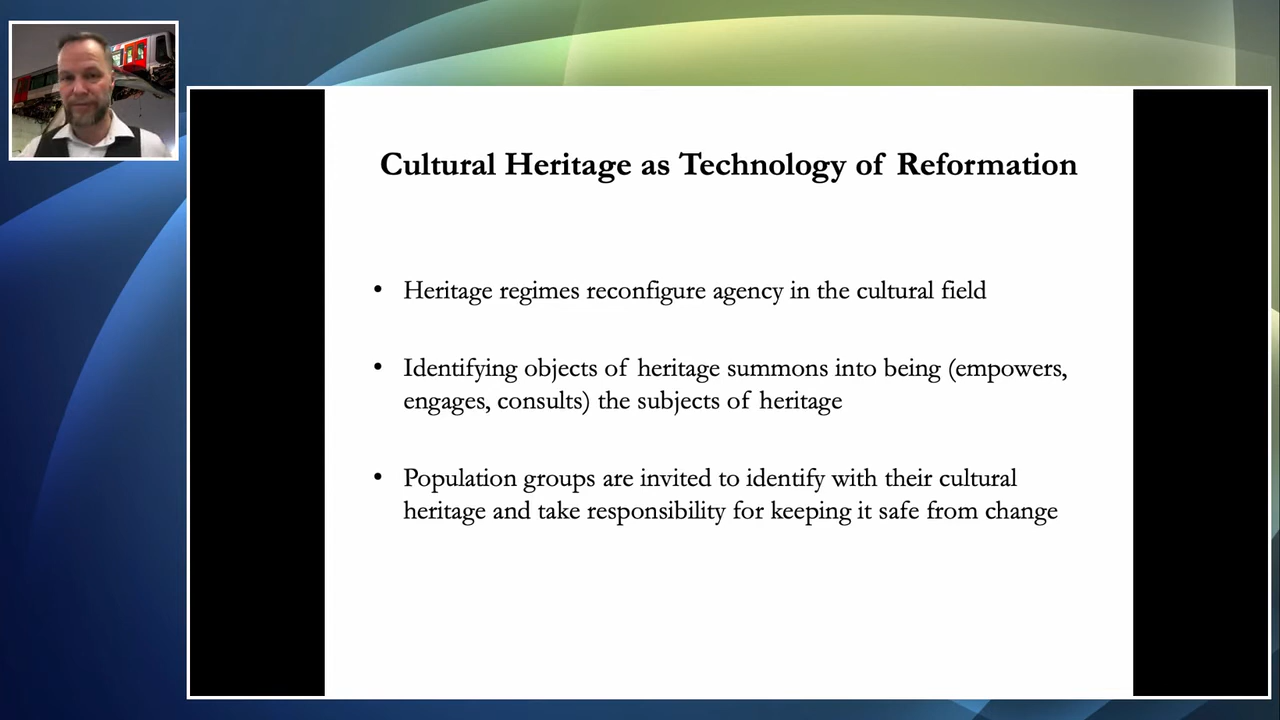 Cultural Heritage as Technology of Reformation
• Heritage regimes reconfigure agency in the cultural field
• Identifying objects of heritage summons into being (empowers,
engages, consults) the subjects of heritage
• Population groups are invited to identify with their cultural
heritage and take responsibility for keeping it safe from change